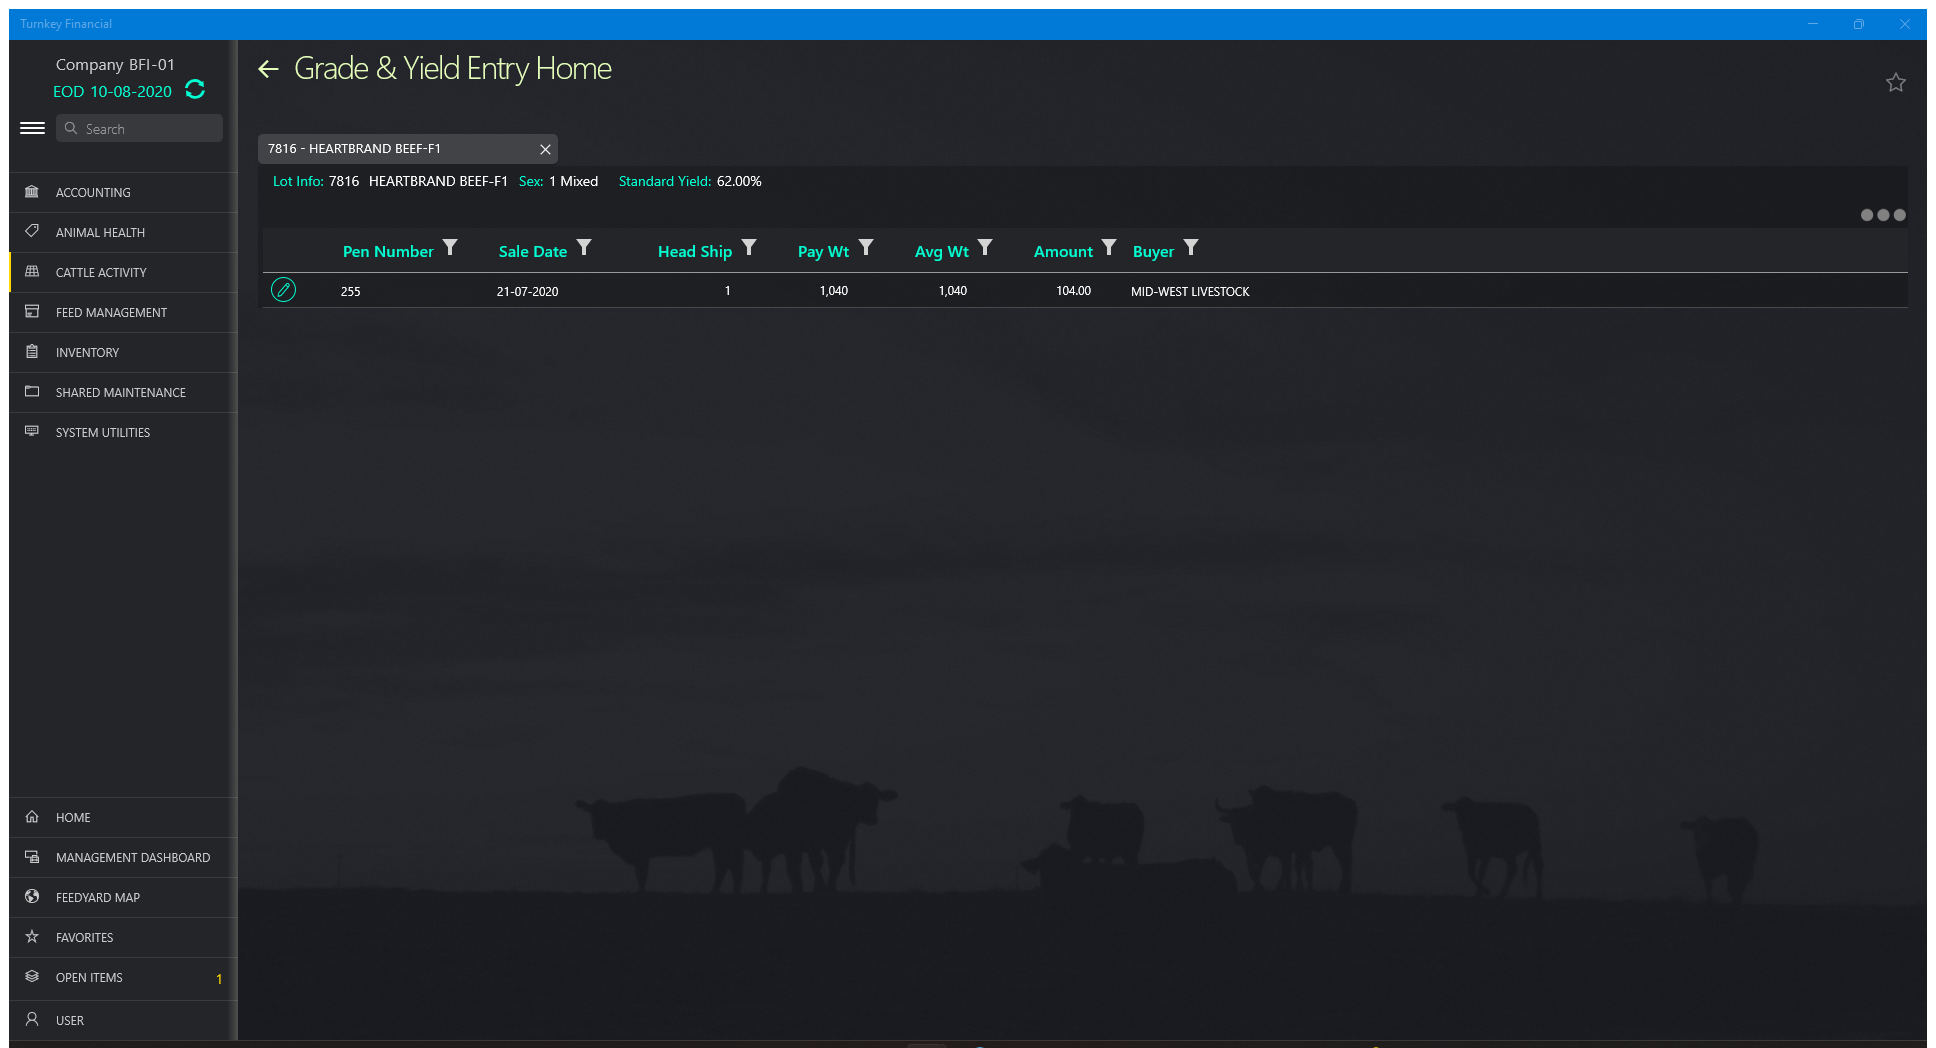 Turnkey Financial
Company BFI-01
EOD 10-08-2020
Search
ACCOUNTING
ANIMAL HEALTH
CATTLE ACTIVITY
FEED MANAGEMENT
INVENTORY
SHARED MAINTENANCE
SYSTEM UTILITIES
HOME
MANAGEMENT DASHBOARD
FEEDYARD MAP
FAVORITES
OPEN ITEMS 1
USER
Grade & Yield Entry Home
7816 - HEARTBRAND BEEF-F1
Lot Info: 7816 HEARTBRAND BEEF-F1 Sex: 1 Mixed Standard Yield: 62.00%
Pen Number Sale Date Head Ship Pay Wt Avg Wt Amount Buyer
255 21-07-2020 1 1,040 1,040 104.00 MID-WEST LIVESTOCK